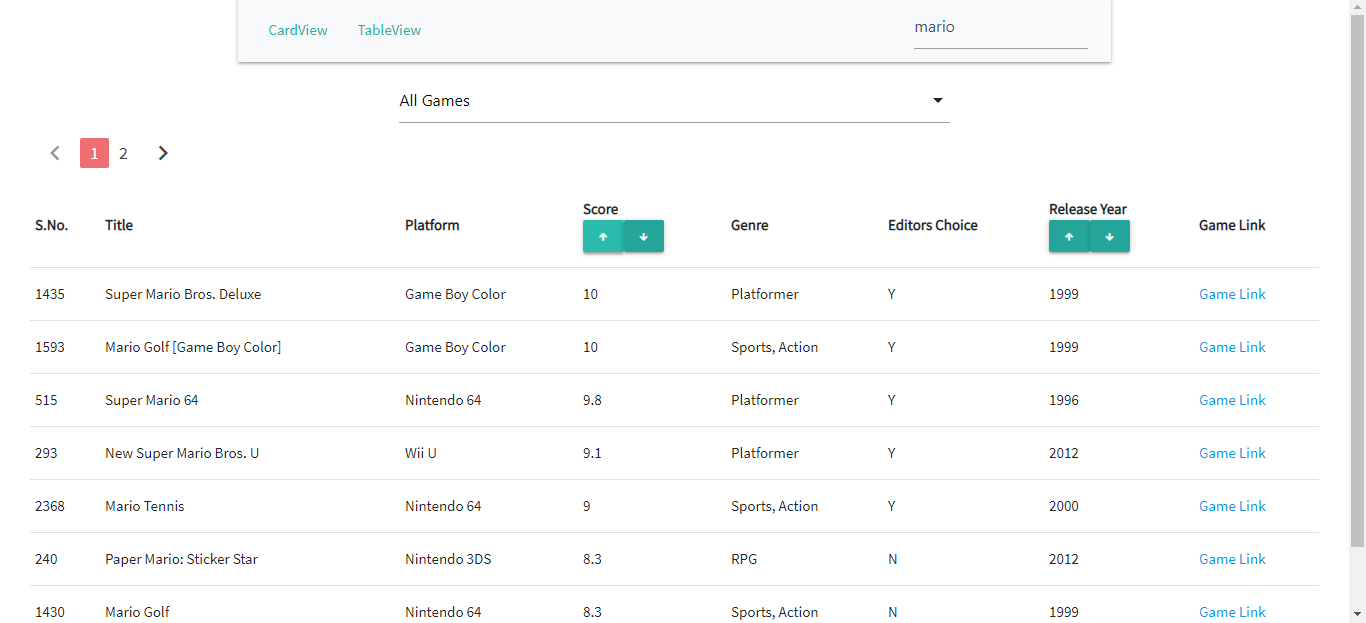 CardView TableView mario
All Games
1 2
S.No. Title Platform Score Genre Editors Choice Release Year Game Link
1435 Super Mario Bros. Deluxe Game Boy Color 10 Platformer Y 1999 Game Link
1593 Mario Golf [Game Boy Color] Game Boy Color 10 Sports, Action Y 1999 Game Link
515 Super Mario 64 Nintendo 64 9.8 Platformer Y 1996 Game Link
293 New Super Mario Bros. U Wii U 9.1 Platformer Y 2012 Game Link
2368 Mario Tennis Nintendo 64 9 Sports, Action Y 2000 Game Link
240 Paper Mario: Sticker Star Nintendo 3DS 8.3 RPG N 2012 Game Link
1430 Mario Golf Nintendo 64 8.3 Sports, Action N 1999 Game Link